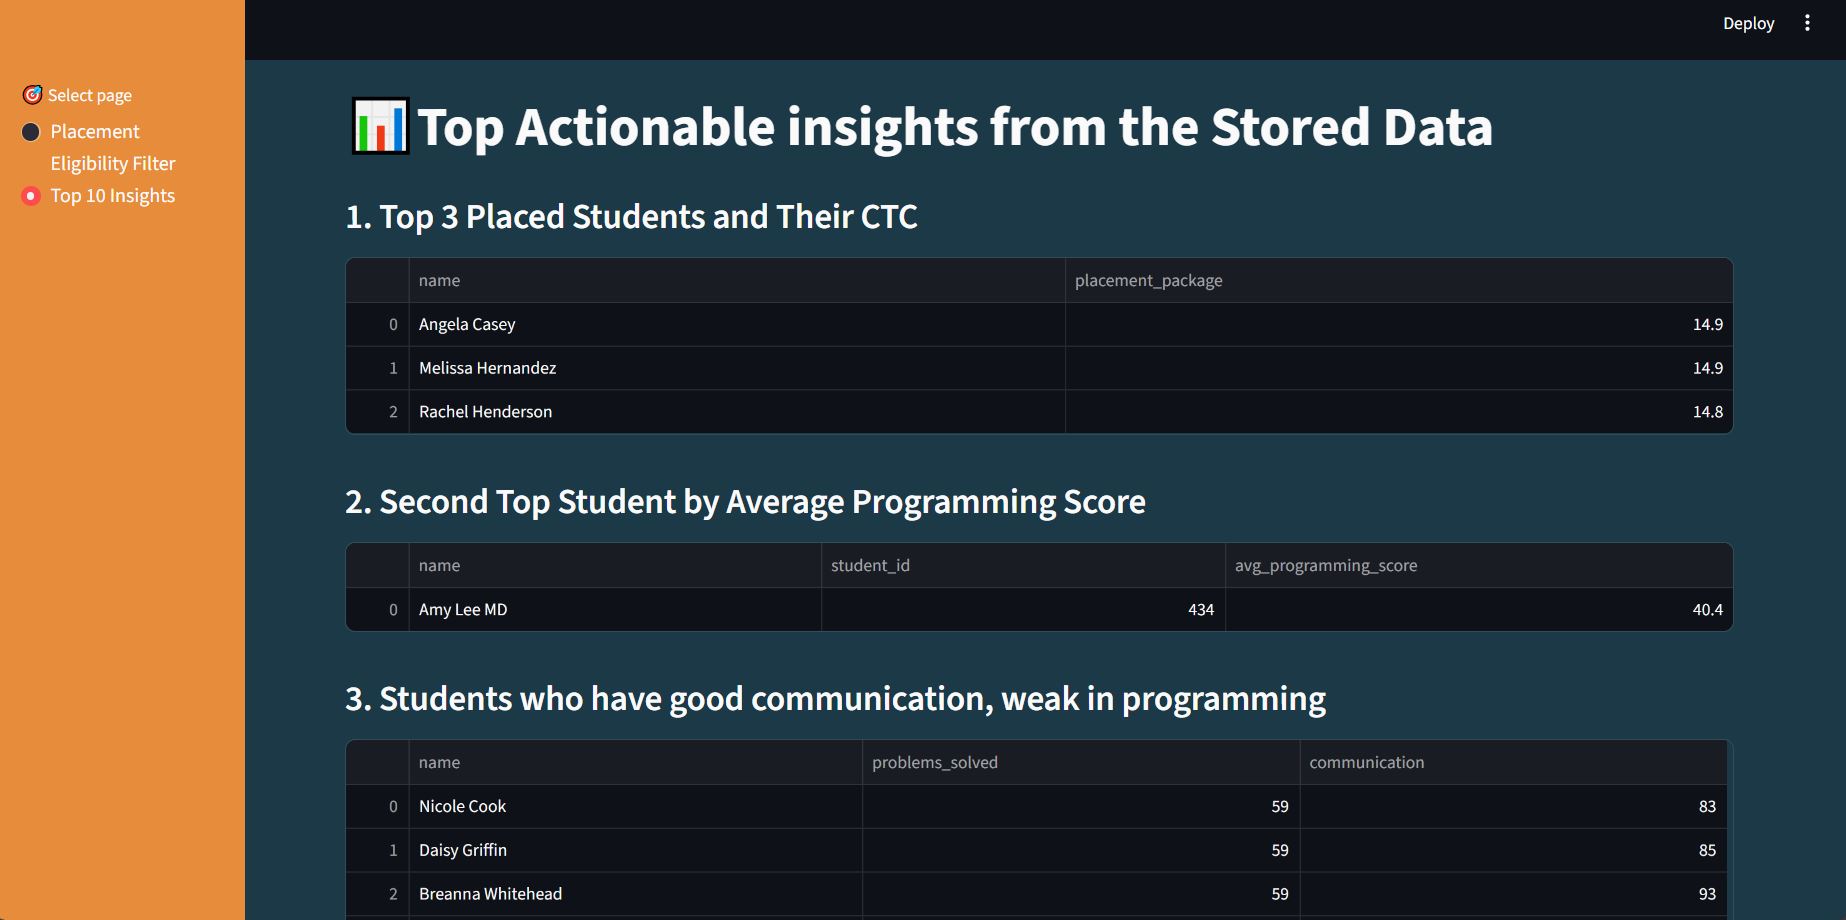 Deploy
Select page
Placement
Eligibility Filter
Top 10 Insights
Top Actionable insights from the Stored Data
1. Top 3 Placed Students and Their CTC
name placement_package
0 Angela Casey 14.9
1 Melissa Hernandez 14.9
2 Rachel Henderson 14.8
2. Second Top Student by Average Programming Score
name student_id avg_programming_score
0 Amy Lee MD 434 40.4
3. Students who have good communication, weak in programming
name problems_solved communication
0 Nicole Cook 59 83
1 Daisy Griffin 59 85
2 Breanna Whitehead 59 93